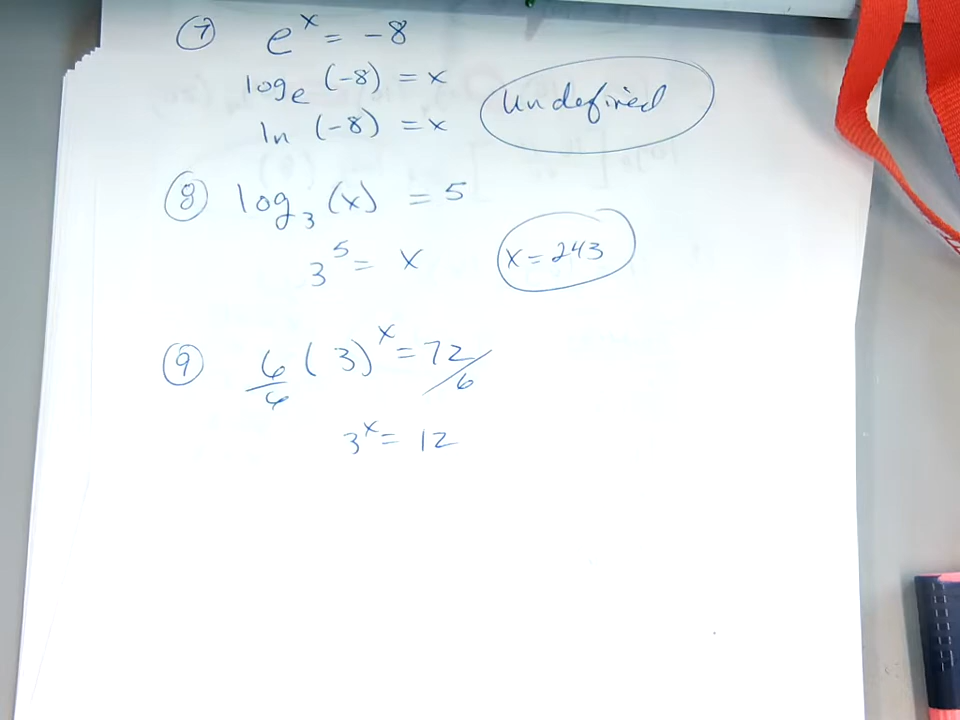 ⑦ e^x = -8
log_e (-8) = x
ln (-8) = x
Undefined
⑧ log_3 (x) = 5
3^5 = x
x = 243
⑨ 6/6 (3)^x = 72/6
3^x = 12